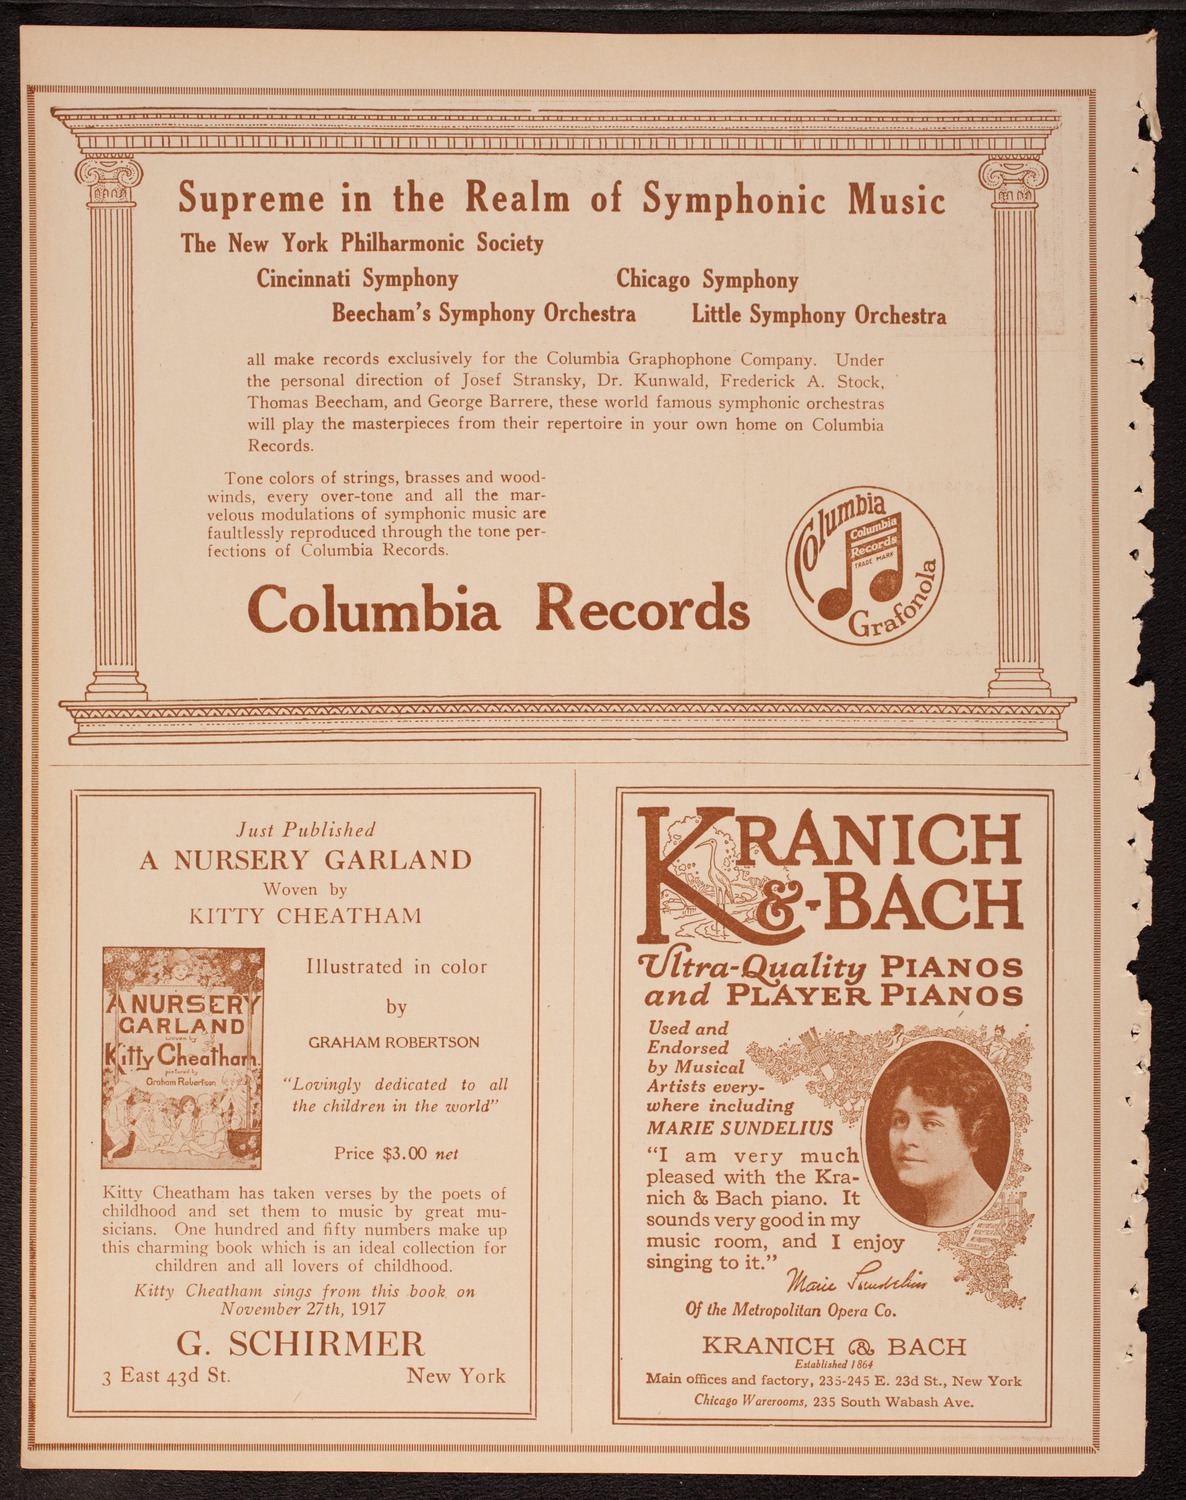 Supreme in the Realm of Symphonic Music
The New York Philharmonic Society
Cincinnati Symphony Chicago Symphony
Beecham's Symphony Orchestra Little Symphony Orchestra
all make records exclusively for the Columbia Graphophone Company. Under
the personal direction of Josef Stransky, Dr. Kunwald, Frederick A. Stock,
Thomas Beecham, and George Barrere, these world famous symphonic orchestras
will play the masterpieces from their repertoire in your own home on Columbia
Records.
Tone colors of strings, brasses and wood-
winds, every over-tone and all the mar-
velous modulations of symphonic music are
faultlessly reproduced through the tone per-
fections of Columbia Records.
Columbia Records
Columbia
Columbia
Records
TRADE MARK
Grafonola
Just Published
A NURSERY GARLAND
Woven by
KITTY CHEATHAM
A NURSERY
GARLAND
woven by
Kitty Cheatham
pictured by
Graham Robertson
Illustrated in color
by
GRAHAM ROBERTSON
"Lovingly dedicated to all
the children in the world"
Price $3.00 net
Kitty Cheatham has taken verses by the poets of
childhood and set them to music by great mu-
sicians. One hundred and fifty numbers make up
this charming book which is an ideal collection for
children and all lovers of childhood.
Kitty Cheatham sings from this book on
November 27th, 1917
G. SCHIRMER
3 East 43d St. New York
KRANICH
&-BACH
Ultra-Quality PIANOS
and PLAYER PIANOS
Used and
Endorsed
by Musical
Artists every-
where including
MARIE SUNDELIUS
"I am very much
pleased with the Kra-
nich & Bach piano. It
sounds very good in my
music room, and I enjoy
singing to it."
Marie Sundelius
Of the Metropolitan Opera Co.
KRANICH & BACH
Established 1864
Main offices and factory, 235-245 E. 23d St., New York
Chicago Warerooms, 235 South Wabash Ave.